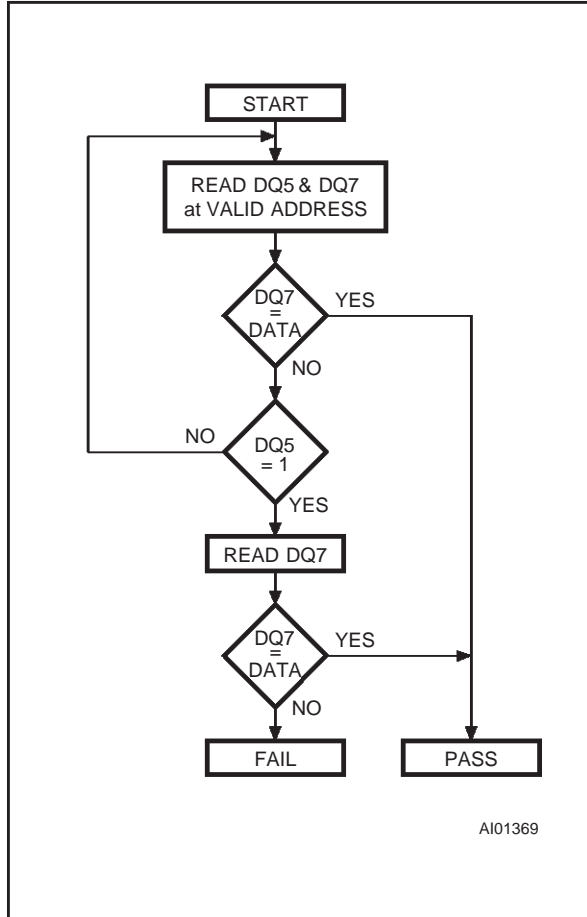 START
READ DQ5 & DQ7
at VALID ADDRESS
DQ7
=
DATA
YES
NO
DQ5
= 1
NO
YES
READ DQ7
DQ7
=
DATA
YES
NO
FAIL
PASS
AI01369